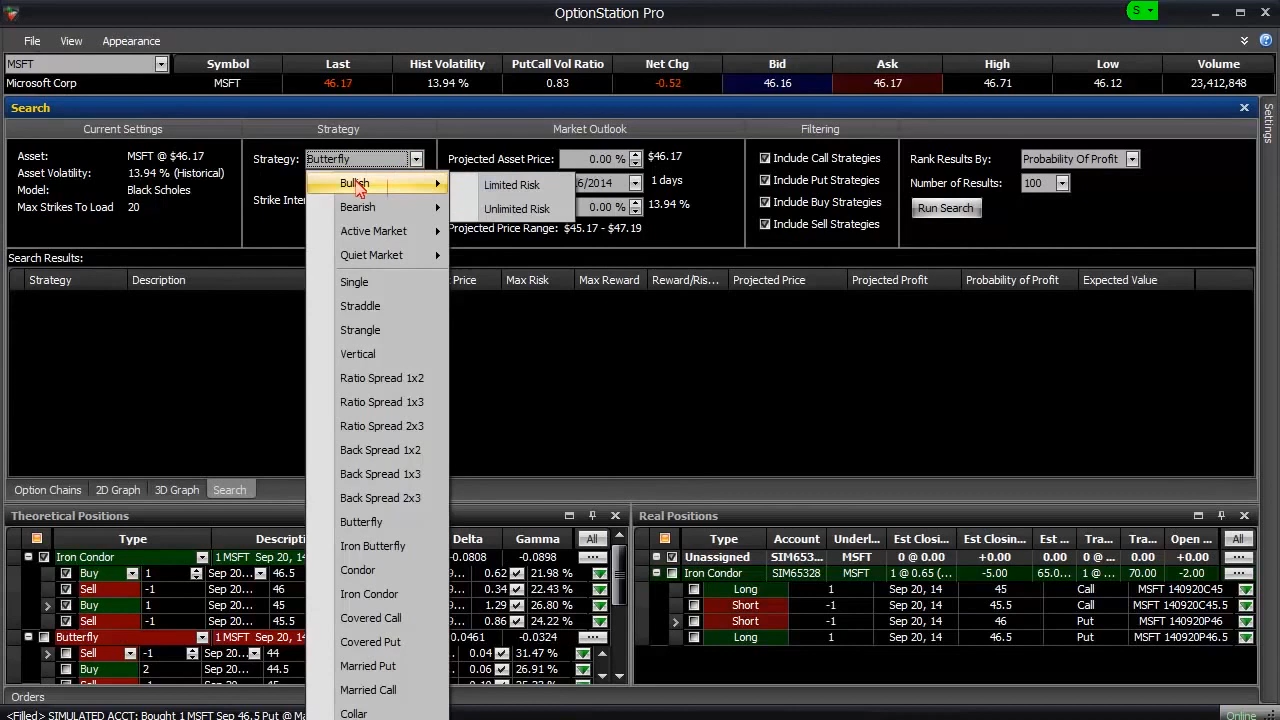 OptionStation Pro
S
File View Appearance
MSFT Symbol Last Hist Volatility PutCall Vol Ratio Net Chg Bid Ask High Low Volume
Microsoft Corp MSFT 46.17 13.94 % 0.83 -0.52 46.16 46.17 46.71 46.12 23,412,848
Search
Settings
Current Settings Strategy Market Outlook Filtering
Asset: MSFT @ $46.17 Strategy: Butterfly Projected Asset Price: 0.00 % $46.17 Include Call Strategies Rank Results By: Probability Of Profit
Asset Volatility: 13.94 % (Historical) Bullish Limited Risk 6/2014 1 days Include Put Strategies Number of Results: 100
Model: Black Scholes Strike Inter Bearish Unlimited Risk 0.00 % 13.94 % Include Buy Strategies Run Search
Max Strikes To Load 20 Active Market Projected Price Range: $45.17 - $47.19 Include Sell Strategies
Search Results: Quiet Market
Strategy Description Single Price Max Risk Max Reward Reward/Ris... Projected Price Projected Profit Probability of Profit Expected Value
Straddle
Strangle
Vertical
Ratio Spread 1x2
Ratio Spread 1x3
Ratio Spread 2x3
Back Spread 1x2
Back Spread 1x3
Back Spread 2x3
Butterfly
Iron Butterfly
Condor
Iron Condor
Covered Call
Covered Put
Married Put
Married Call
Collar
Option Chains 2D Graph 3D Graph Search
Theoretical Positions
Type Descripti Delta Gamma All
Iron Condor 1 MSFT Sep 20, 14 -0.0808 -0.0898 ...
Buy 1 Sep 20... 46.5 ... 0.62 21.98 %
Sell -1 Sep 20... 46 ... 0.34 42.93 %
Buy 1 Sep 20... 45 ... 1.29 26.80 %
Sell -1 Sep 20... 45.5 ... 0.86 24.22 %
Butterfly 1 MSFT Sep 20, 14 .0461 -0.0324 ...
Sell -1 Sep 20... 44 ... 0.04 31.47 %
Buy 2 Sep 20... 44.5 ... 0.06 26.91 %
Real Positions
Type Account Underl... Est Closi... Est Closin... Est ... Tra... Tra... Open ... All
Unassigned SIM653... MSFT 0 @ 0.00 +0.00 0.00... 0 @ ... 0.00 +0.00 ...
Iron Condor SIM65328 MSFT 1 @ 0.65 (... -5.00 65.0... 1 @ ... 70.00 -2.00 ...
Long 1 Sep 20, 14 45 Call MSFT 140920C45
Short -1 Sep 20, 14 45.5 Call MSFT 140920C45.5
Short -1 Sep 20, 14 46 Put MSFT 140920P46
Long 1 Sep 20, 14 46.5 Put MSFT 140920P46.5
Orders
<Filled> SIMULATED ACCT: Bought 1 MSFT Sep 46.5 Put @ Ma
Online